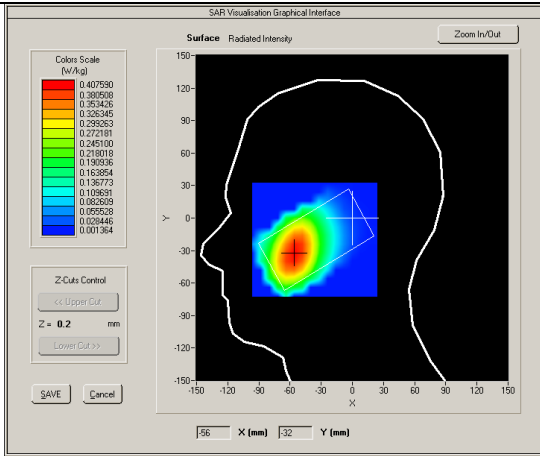 SAR Visualisation Graphical Interface
Surface Radiated Intensity
Zoom In/Out
Colors Scale
(W/kg)
0.407590
0.380508
0.353426
0.326345
0.299263
0.272181
0.245100
0.218018
0.190936
0.163854
0.136773
0.109691
0.082609
0.055528
0.028446
0.001364
Z-Cuts Control
<< Upper Cut
Z = 0.2 mm
Lower Cut >>
SAVE Cancel
150
120
90
60
30
0
-30
-60
-90
-120
-150
Y
-150 -120 -90 -60 -30 0 30 60 90 120 150
X
-56 X (mm) -32 Y (mm)